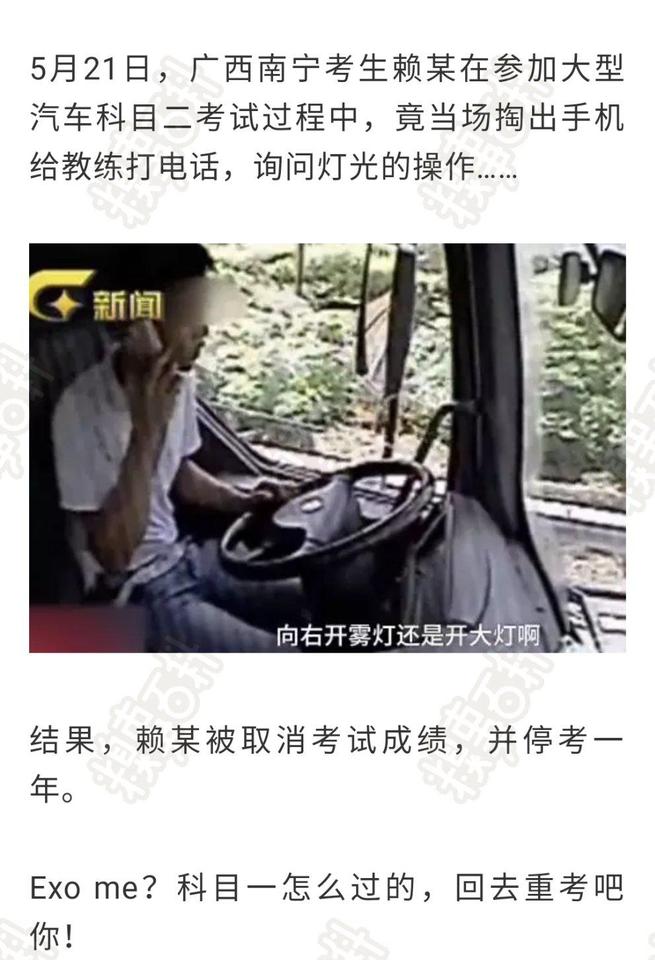 5月21日，广西南宁考生赖某在参加大型
汽车科目二考试过程中，竟当场掏出手机
给教练打电话，询问灯光的操作……
新闻
向右开雾灯还是开大灯啊
结果，赖某被取消考试成绩，并停考一
年。
Exo me？科目一怎么过的，回去重考吧
你！